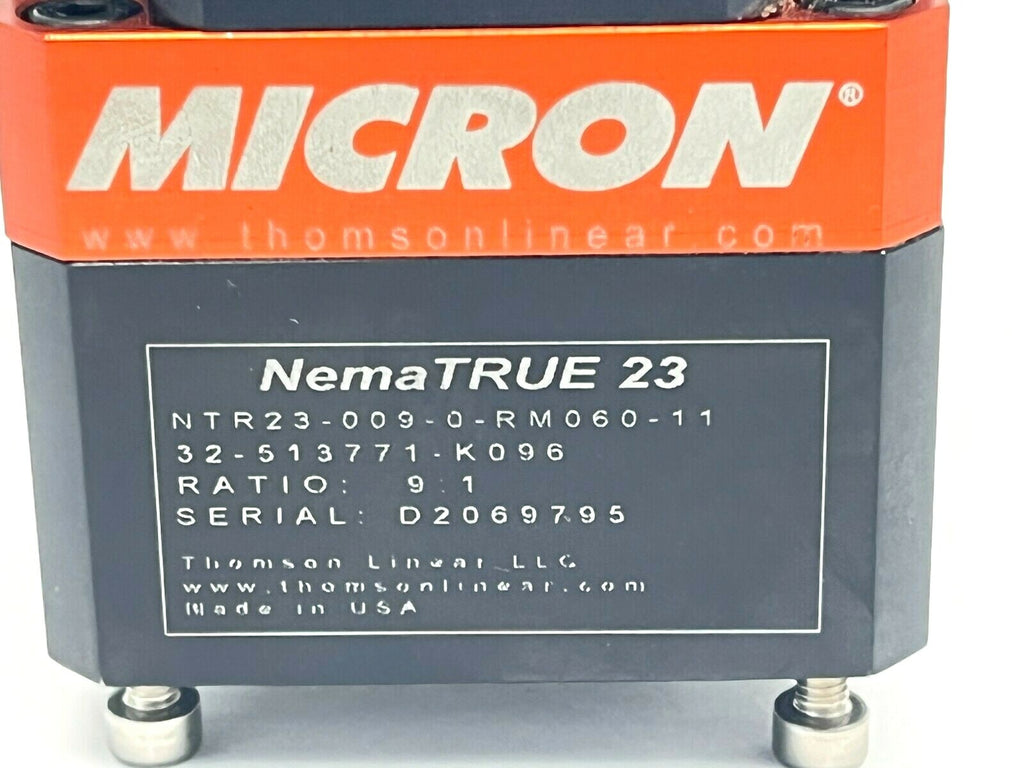 MICRON®
www.thomsonlinear.com
NemaTRUE 23
NTR23-009-0-RM060-11
32-513771-K096
RATIO: 9:1
SERIAL: D2069795
Thomson Linear LLC
www.thomsonlinear.com
Made in USA